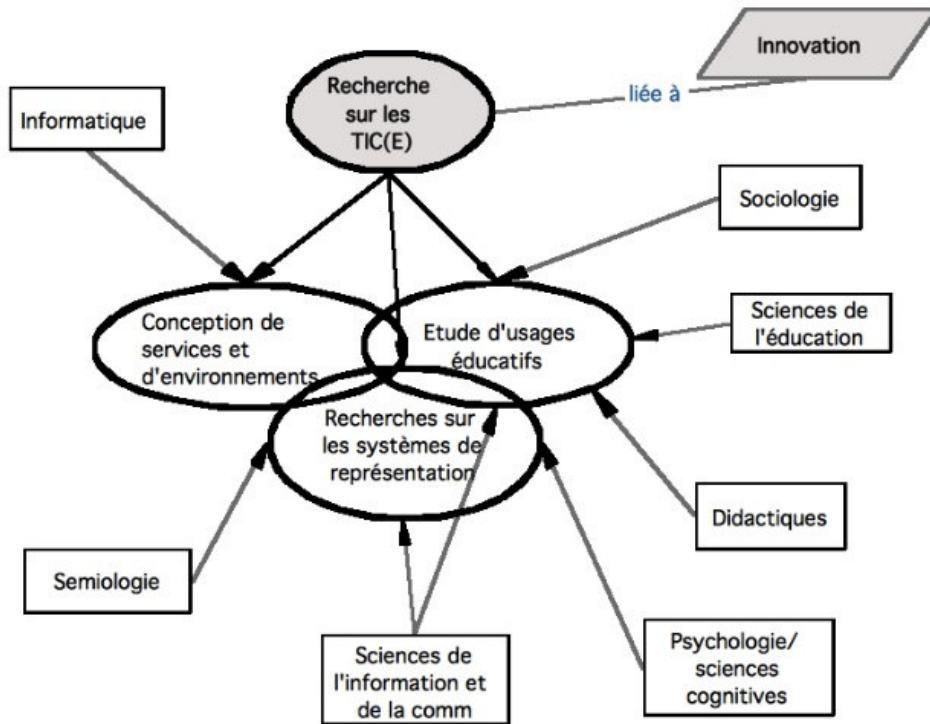 Innovation
Recherche
sur les
TIC(E)
liée à
Informatique
Sociologie
Conception de
services et
d'environnements
Etude d'usages
éducatifs
Sciences de
l'éducation
Recherches sur
les systèmes de
représentation
Didactiques
Semiologie
Sciences de
l'information et
de la comm
Psychologie/
sciences
cognitives